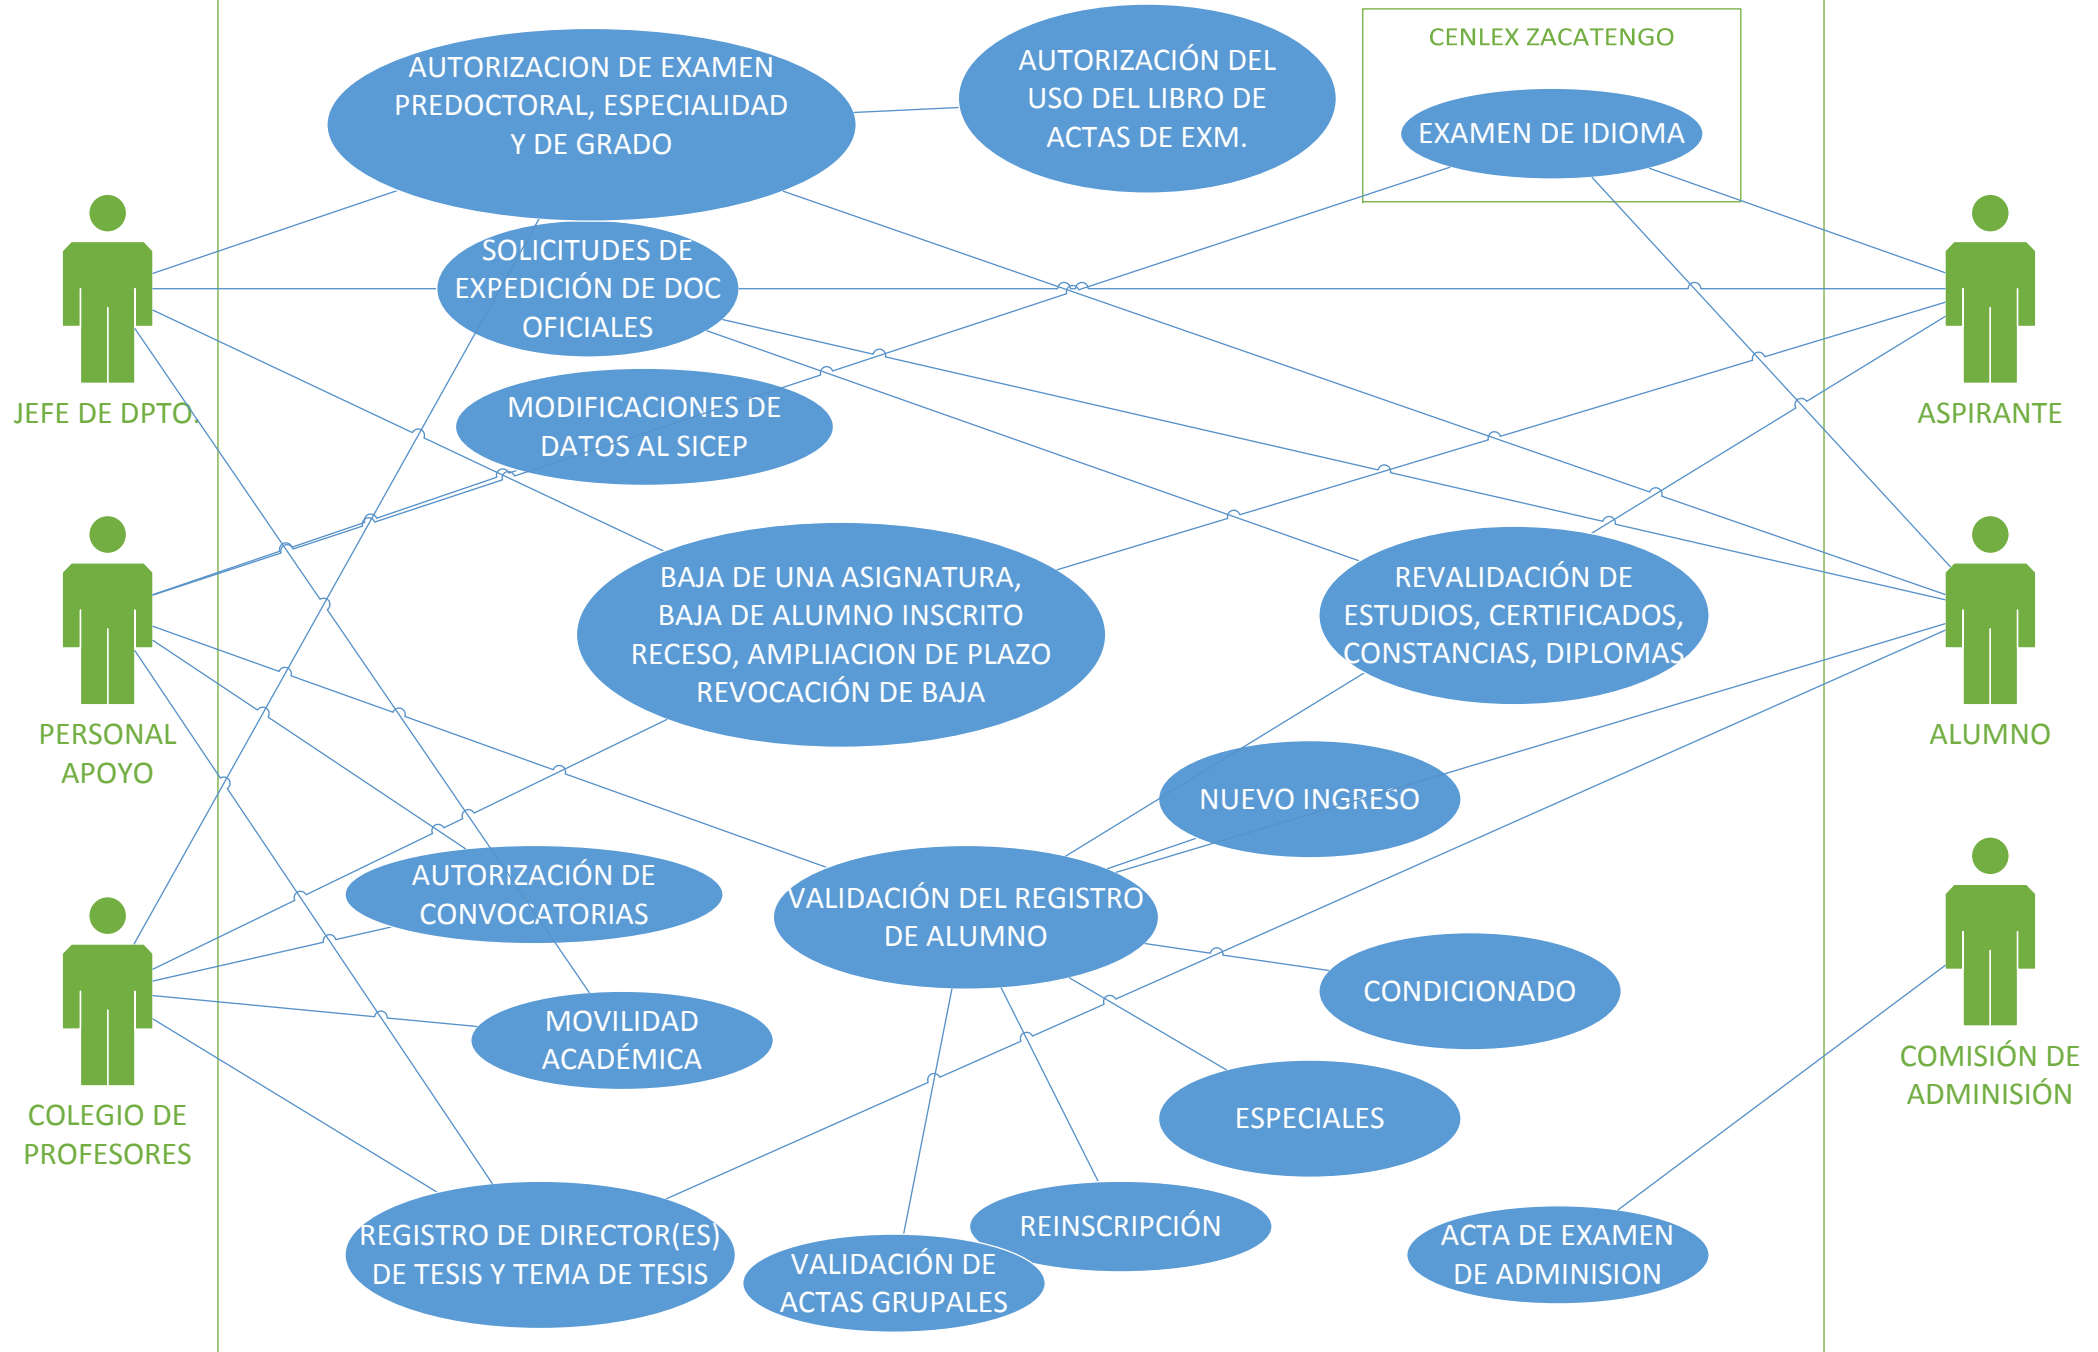 AUTORIZACION DE EXAMEN
PREDOCTORAL, ESPECIALIDAD
Y DE GRADO
AUTORIZACIÓN DEL
USO DEL LIBRO DE
ACTAS DE EXM.
CENLEX ZACATENGO
EXAMEN DE IDIOMA
SOLICITUDES DE
EXPEDICIÓN DE DOC
OFICIALES
JEFE DE DPTO.
MODIFICACIONES DE
DATOS AL SICEP
ASPIRANTE
BAJA DE UNA ASIGNATURA,
BAJA DE ALUMNO INSCRITO
RECESO, AMPLIACION DE PLAZO
REVOCACIÓN DE BAJA
REVALIDACIÓN DE
ESTUDIOS, CERTIFICADOS,
CONSTANCIAS, DIPLOMAS
PERSONAL
APOYO
ALUMNO
NUEVO INGRESO
AUTORIZACIÓN DE
CONVOCATORIAS
VALIDACIÓN DEL REGISTRO
DE ALUMNO
CONDICIONADO
MOVILIDAD
ACADÉMICA
COMISIÓN DE
ADMINISIÓN
COLEGIO DE
PROFESORES
ESPECIALES
REGISTRO DE DIRECTOR(ES)
DE TESIS Y TEMA DE TESIS
REINSCRIPCIÓN
VALIDACIÓN DE
ACTAS GRUPALES
ACTA DE EXAMEN
DE ADMINISION